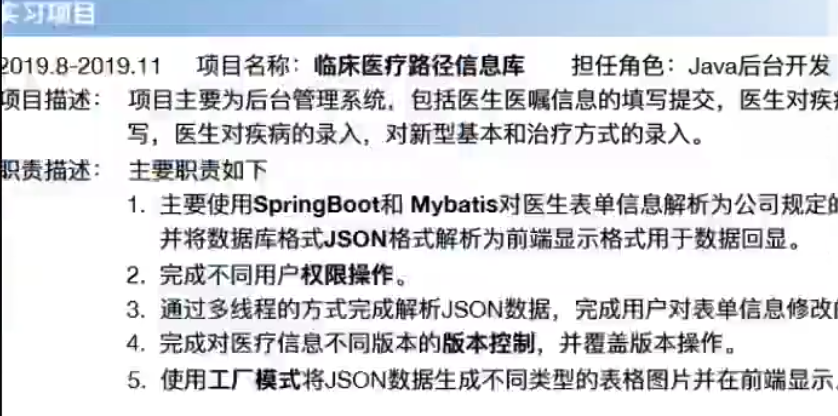 实习项目
2019.8-2019.11 项目名称：临床医疗路径信息库 担任角色：Java后台开发
项目描述： 项目主要为后台管理系统，包括医生医嘱信息的填写提交，医生对疾
写，医生对疾病的录入，对新型基本和治疗方式的录入。
职责描述： 主要职责如下
1. 主要使用SpringBoot和 Mybatis对医生表单信息解析为公司规定的
并将数据库格式JSON格式解析为前端显示格式用于数据回显。
2. 完成不同用户权限操作。
3. 通过多线程的方式完成解析JSON数据，完成用户对表单信息修改
4. 完成对医疗信息不同版本的版本控制，并覆盖版本操作。
5. 使用工厂模式将JSON数据生成不同类型的表格图片并在前端显示